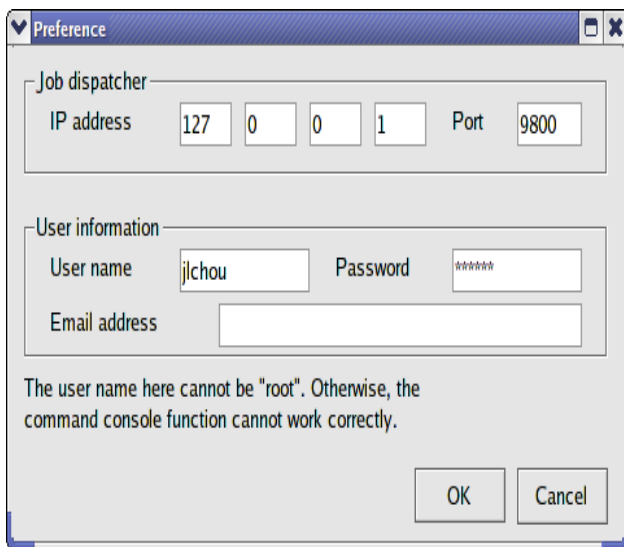 Preference
Job dispatcher
IP address 127 0 0 1 Port 9800
User information
User name jlchou Password ******
Email address
The user name here cannot be "root". Otherwise, the
command console function cannot work correctly.
OK Cancel